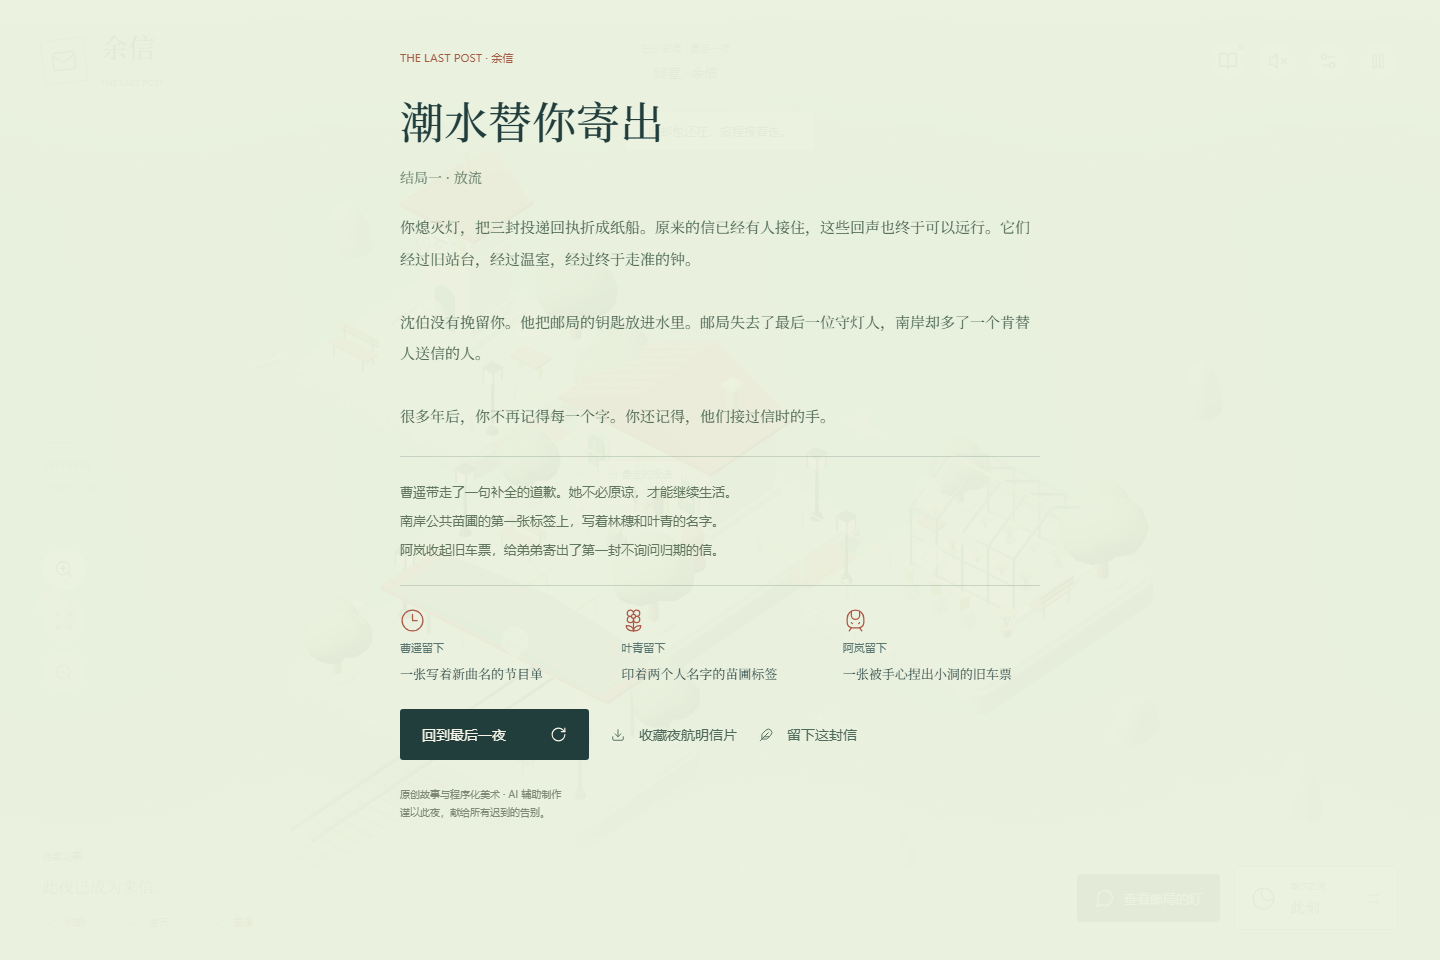 余信
THE LAST POST · 余信
潮水替你寄出
结局一 · 放流
你熄灭灯，把三封投递回执折成纸船。原来的信已经有人接住，这些回声也终于可以远行。它们
经过旧站台，经过温室，经过终于走准的钟。
沈伯没有挽留你。他把邮局的钥匙放进水里。邮局失去了最后一位守灯人，南岸却多了一个肯替
人送信的人。
很多年后，你不再记得每一个字。你还记得，他们接过信时的手。
曹遥带走了一句补全的道歉。她不必原谅，才能继续生活。
南岸公共苗圃的第一张标签上，写着林穗和叶青的名字。
阿岚收起旧车票，给弟弟寄出了第一封不询问归期的信。
曹遥留下
叶青留下
阿岚留下
一张写着新曲名的节目单
印着两个人名字的苗圃标签
一张被手心捏出小洞的旧车票
回到最后一夜
收藏夜航明信片
留下这封信
原创故事与程序化美术 · AI 辅助制作
谨以此夜，献给所有迟到的告别。